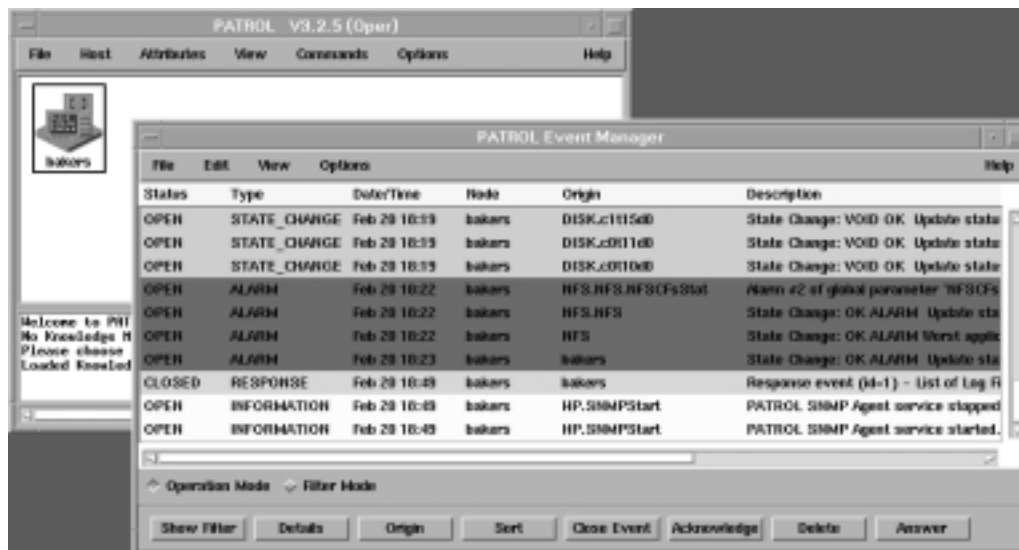 PATROL V3.2.5 (Oper)
File Host Attributes View Commands Options Help
bakers
Welcome to PAT
No Knowledge M
Please choose
Loaded Knowled
PATROL Event Manager
File Edit View Options Help
Status Type Date/Time Node Origin Description
OPEN STATE_CHANGE Feb 20 18:19 bakers DISK.c1t15d0 State Change: VOID OK Update statu
OPEN STATE_CHANGE Feb 20 18:19 bakers DISK.c0t11d0 State Change: VOID OK Update statu
OPEN STATE_CHANGE Feb 20 18:19 bakers DISK.c0t10d0 State Change: VOID OK Update statu
OPEN ALARM Feb 20 18:22 bakers NFS.NFS.NFSCFsStat Alarm #2 of global parameter 'NFSCFs
OPEN ALARM Feb 20 18:22 bakers NFS.NFS State Change: OK ALARM Update sta
OPEN ALARM Feb 20 18:22 bakers NFS State Change: OK ALARM Worst applic
OPEN ALARM Feb 20 18:23 bakers bakers State Change: OK ALARM Update sta
CLOSED RESPONSE Feb 20 18:49 bakers bakers Response event (id=1) - List of Log Fi
OPEN INFORMATION Feb 20 18:49 bakers HP.SNMPStart PATROL SNMP Agent service stopped
OPEN INFORMATION Feb 20 18:49 bakers HP.SNMPStart PATROL SNMP Agent service started.
Operation Mode Filter Mode
Show Filter Details Origin Sort Close Event Acknowledge Delete Answer